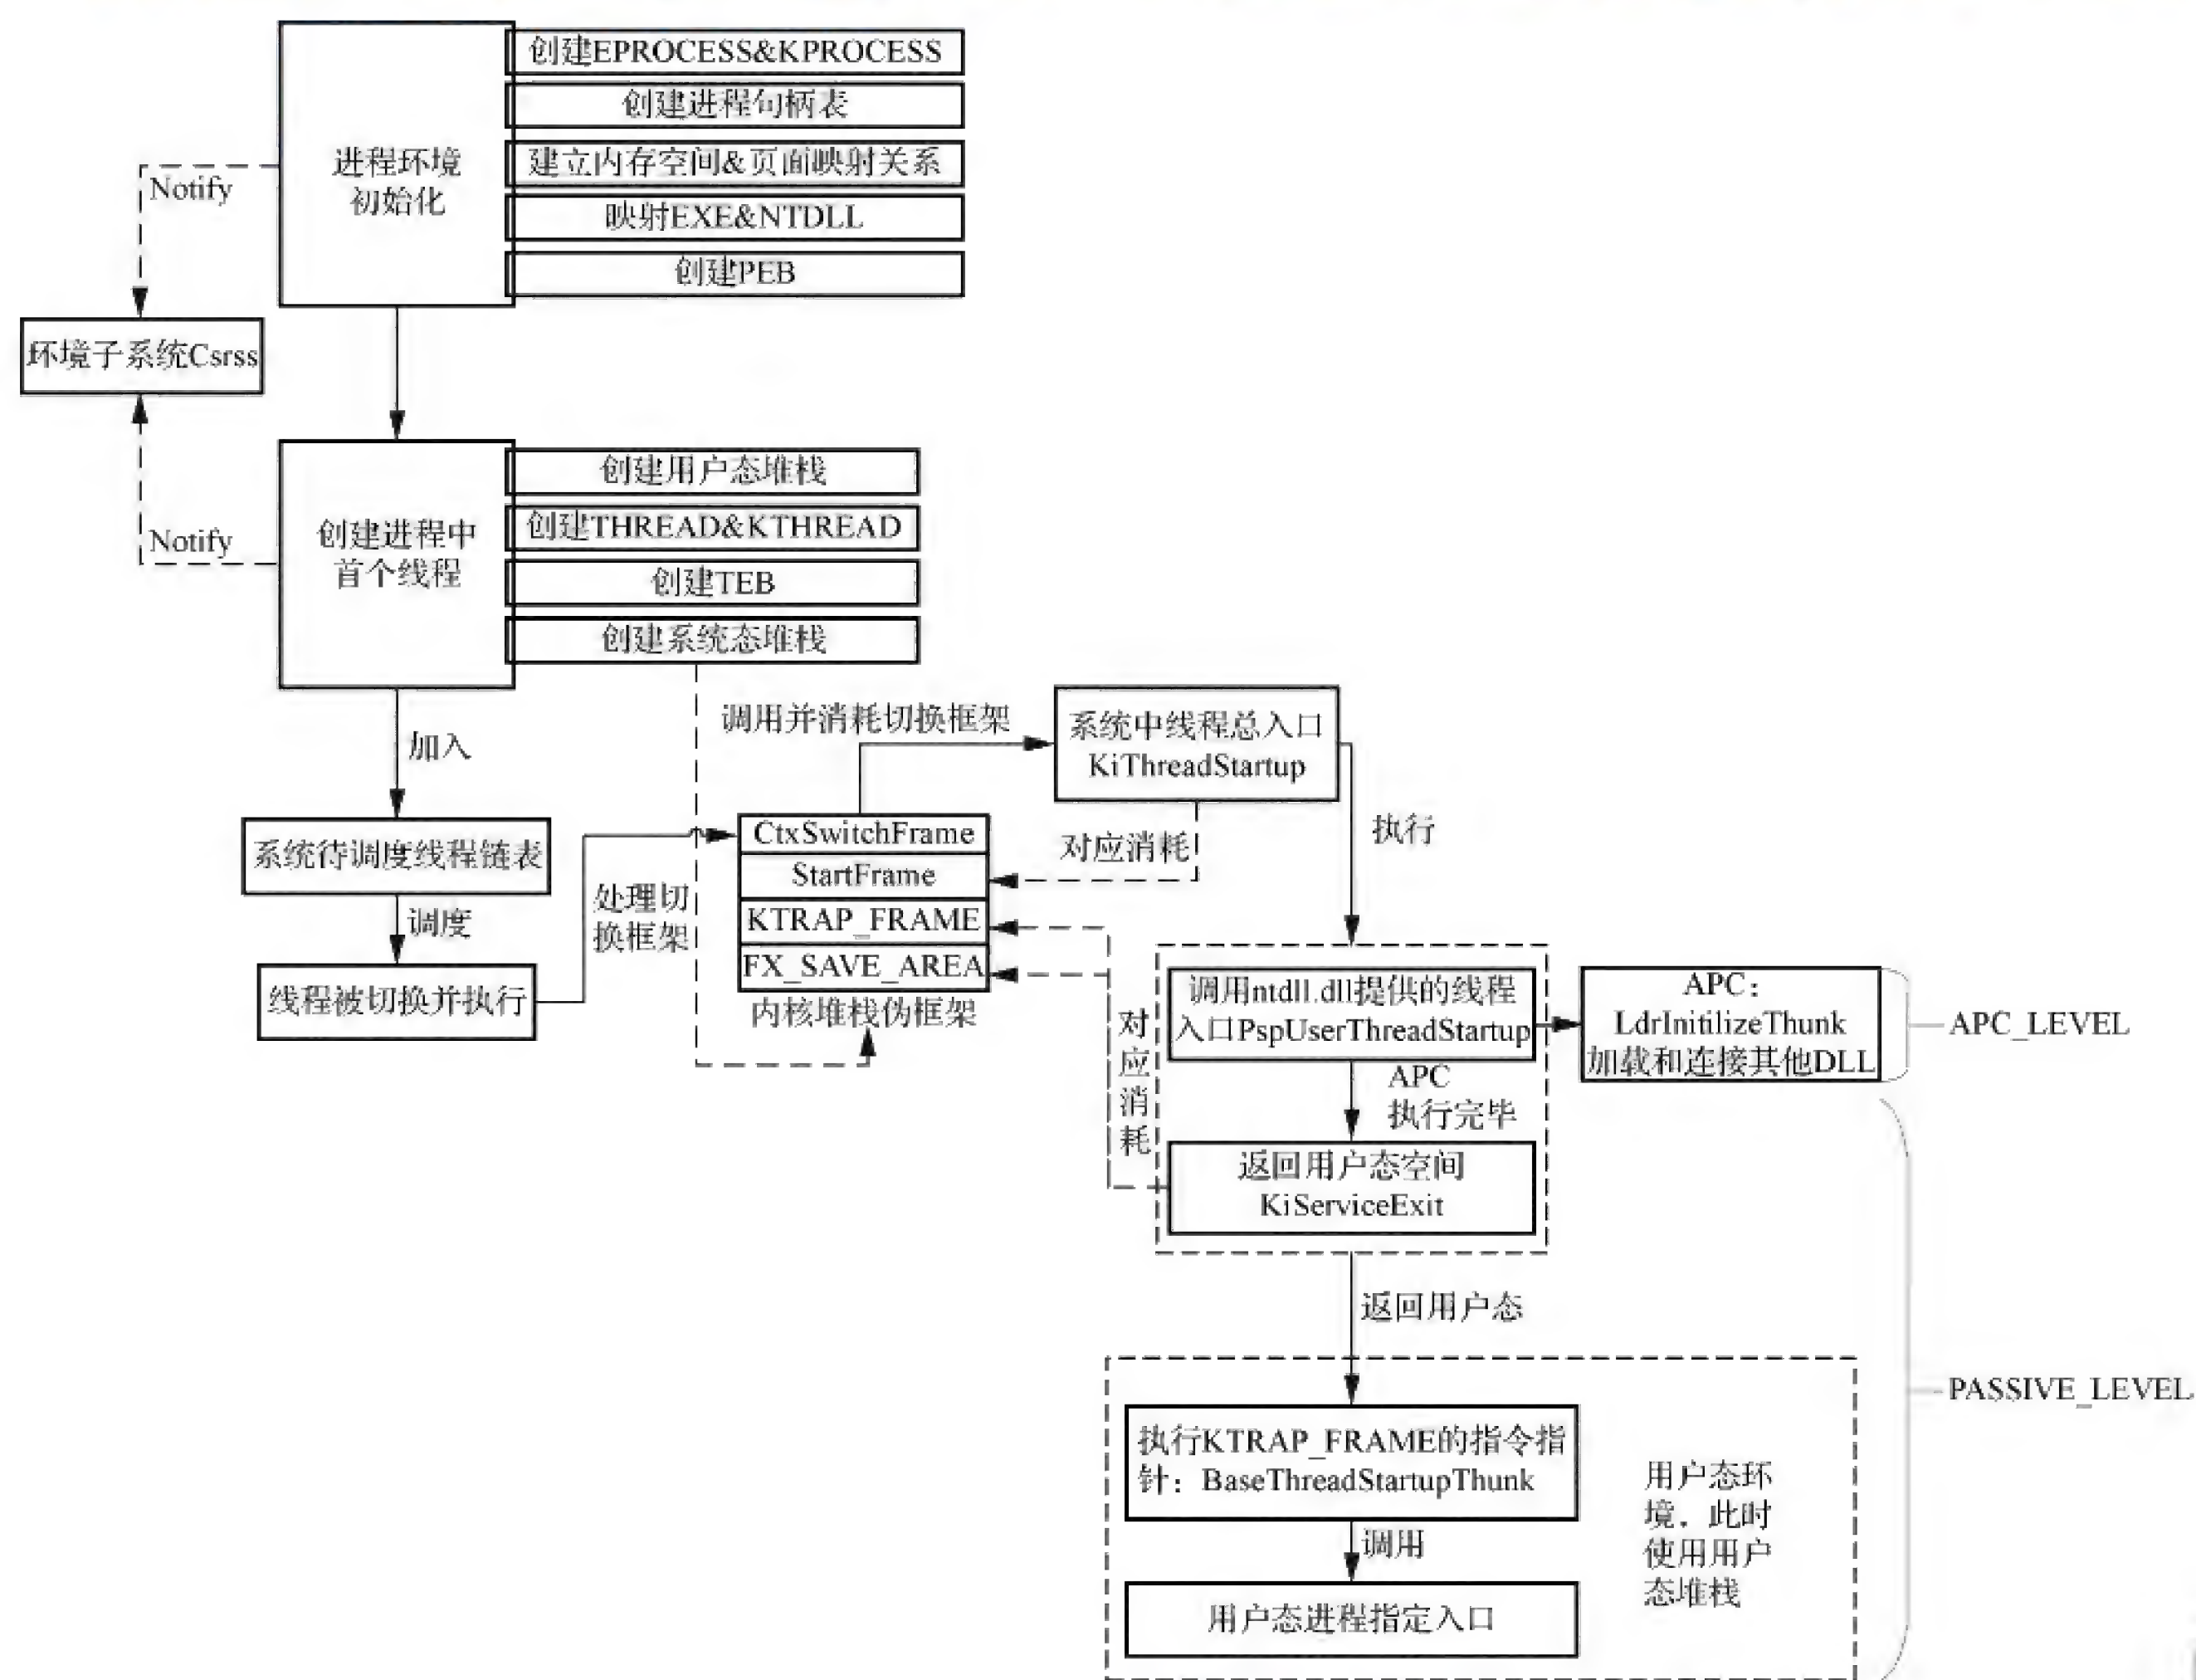 创建EPROCESS&KPROCESS
创建进程句柄表
建立内存空间&页面映射关系
映射EXE&NTDLL
创建PEB
进程环境
初始化
Notify
环境子系统Csrss
创建用户态堆栈
创建THREAD&KTHREAD
创建TEB
创建系统态堆栈
创建进程中
首个线程
Notify
加入
系统待调度线程链表
调度
线程被切换并执行
处理切
换框架
调用并消耗切换框架
系统中线程总入口
KiThreadStartup
CtxSwitchFrame
StartFrame
KTRAP_FRAME
FX_SAVE_AREA
内核堆栈伪框架
对应消耗
执行
对
应
消
耗
调用ntdll.dll提供的线程
入口PspUserThreadStartup
APC：
LdrInitilizeThunk
加载和连接其他DLL
APC_LEVEL
APC
执行完毕
返回用户态空间
KiServiceExit
返回用户态
PASSIVE_LEVEL
执行KTRAP_FRAME的指令指
针：BaseThreadStartupThunk
调用
用户态进程指定入口
用户态环
境，此时
使用用户
态堆栈